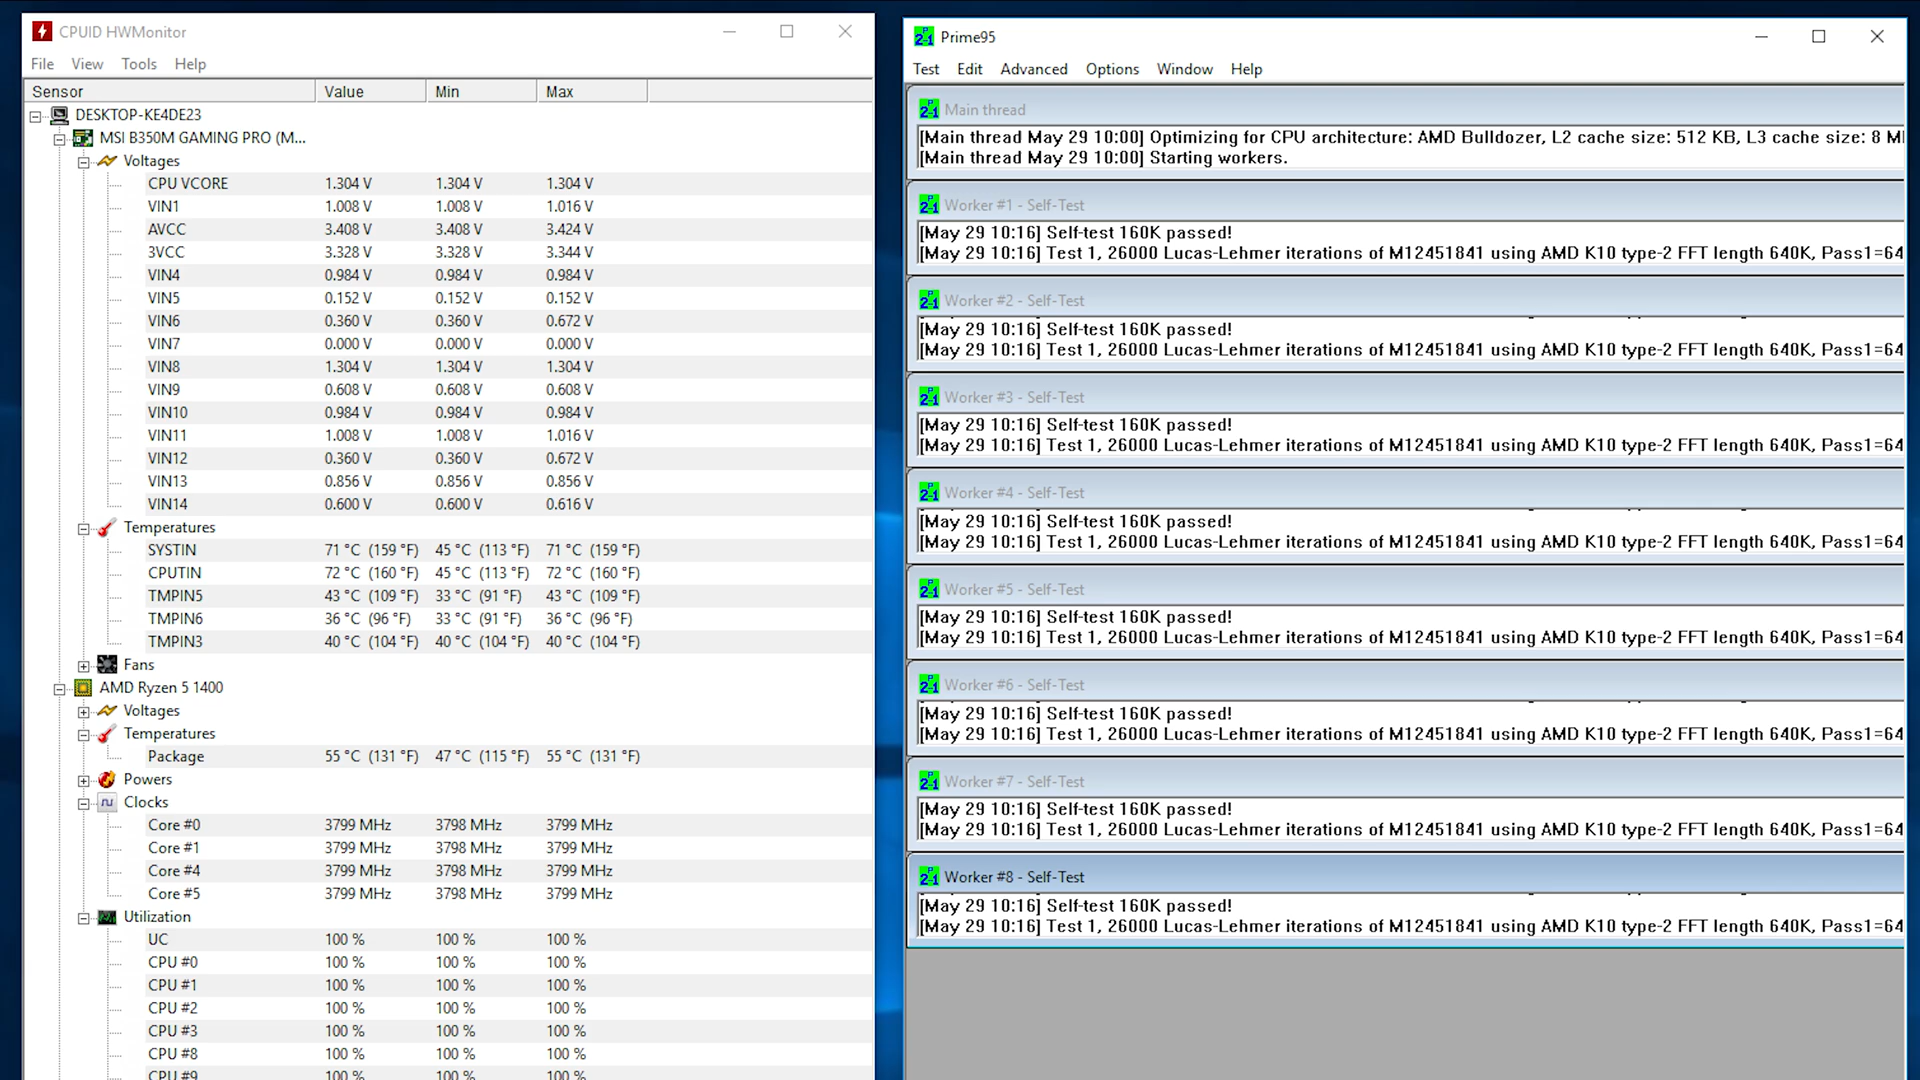 CPUID HWMonitor
File View Tools Help
Sensor Value Min Max
DESKTOP-KE4DE23
MSI B350M GAMING PRO (M...
Voltages
CPU VCORE 1.304 V 1.304 V 1.304 V
VIN1 1.008 V 1.008 V 1.016 V
AVCC 3.408 V 3.408 V 3.424 V
3VCC 3.328 V 3.328 V 3.344 V
VIN4 0.984 V 0.984 V 0.984 V
VIN5 0.152 V 0.152 V 0.152 V
VIN6 0.360 V 0.360 V 0.672 V
VIN7 0.000 V 0.000 V 0.000 V
VIN8 1.304 V 1.304 V 1.304 V
VIN9 0.608 V 0.608 V 0.608 V
VIN10 0.984 V 0.984 V 0.984 V
VIN11 1.008 V 1.008 V 1.016 V
VIN12 0.360 V 0.360 V 0.672 V
VIN13 0.856 V 0.856 V 0.856 V
VIN14 0.600 V 0.600 V 0.616 V
Temperatures
SYSTIN 71 °C (159 °F) 45 °C (113 °F) 71 °C (159 °F)
CPUTIN 72 °C (160 °F) 45 °C (113 °F) 72 °C (160 °F)
TMPIN5 43 °C (109 °F) 33 °C (91 °F) 43 °C (109 °F)
TMPIN6 36 °C (96 °F) 33 °C (91 °F) 36 °C (96 °F)
TMPIN3 40 °C (104 °F) 40 °C (104 °F) 40 °C (104 °F)
Fans
AMD Ryzen 5 1400
Voltages
Temperatures
Package 55 °C (131 °F) 47 °C (115 °F) 55 °C (131 °F)
Powers
Clocks
Core #0 3799 MHz 3798 MHz 3799 MHz
Core #1 3799 MHz 3798 MHz 3799 MHz
Core #4 3799 MHz 3798 MHz 3799 MHz
Core #5 3799 MHz 3798 MHz 3799 MHz
Utilization
UC 100 % 100 % 100 %
CPU #0 100 % 100 % 100 %
CPU #1 100 % 100 % 100 %
CPU #2 100 % 100 % 100 %
CPU #3 100 % 100 % 100 %
CPU #8 100 % 100 % 100 %
CPU #9 100 % 100 % 100 %
Prime95
Test Edit Advanced Options Window Help
Main thread
[Main thread May 29 10:00] Optimizing for CPU architecture: AMD Bulldozer, L2 cache size: 512 KB, L3 cache size: 8 M
[Main thread May 29 10:00] Starting workers.
Worker #1 - Self-Test
[May 29 10:16] Self-test 160K passed!
[May 29 10:16] Test 1, 26000 Lucas-Lehmer iterations of M12451841 using AMD K10 type-2 FFT length 640K, Pass1=64
Worker #2 - Self-Test
[May 29 10:16] Self-test 160K passed!
[May 29 10:16] Test 1, 26000 Lucas-Lehmer iterations of M12451841 using AMD K10 type-2 FFT length 640K, Pass1=64
Worker #3 - Self-Test
[May 29 10:16] Self-test 160K passed!
[May 29 10:16] Test 1, 26000 Lucas-Lehmer iterations of M12451841 using AMD K10 type-2 FFT length 640K, Pass1=64
Worker #4 - Self-Test
[May 29 10:16] Self-test 160K passed!
[May 29 10:16] Test 1, 26000 Lucas-Lehmer iterations of M12451841 using AMD K10 type-2 FFT length 640K, Pass1=64
Worker #5 - Self-Test
[May 29 10:16] Self-test 160K passed!
[May 29 10:16] Test 1, 26000 Lucas-Lehmer iterations of M12451841 using AMD K10 type-2 FFT length 640K, Pass1=64
Worker #6 - Self-Test
[May 29 10:16] Self-test 160K passed!
[May 29 10:16] Test 1, 26000 Lucas-Lehmer iterations of M12451841 using AMD K10 type-2 FFT length 640K, Pass1=64
Worker #7 - Self-Test
[May 29 10:16] Self-test 160K passed!
[May 29 10:16] Test 1, 26000 Lucas-Lehmer iterations of M12451841 using AMD K10 type-2 FFT length 640K, Pass1=64
Worker #8 - Self-Test
[May 29 10:16] Self-test 160K passed!
[May 29 10:16] Test 1, 26000 Lucas-Lehmer iterations of M12451841 using AMD K10 type-2 FFT length 640K, Pass1=64